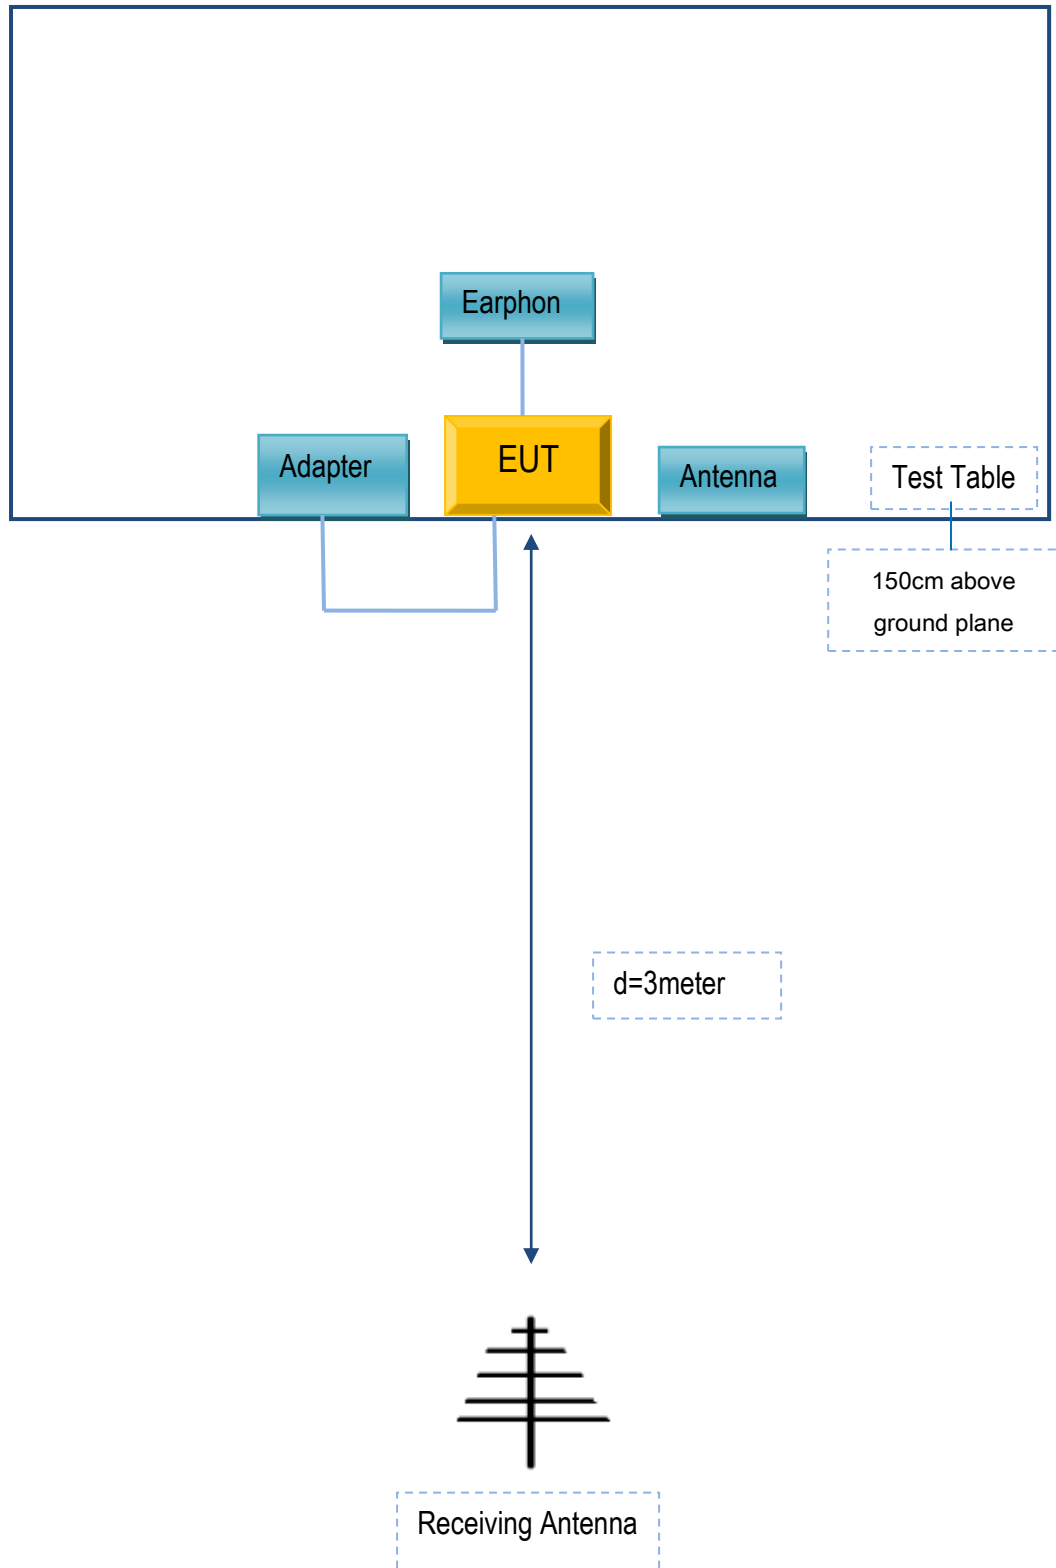 Earphon
Adapter
EUT
Antenna
Test Table
150cm above
ground plane
d=3meter
Receiving Antenna